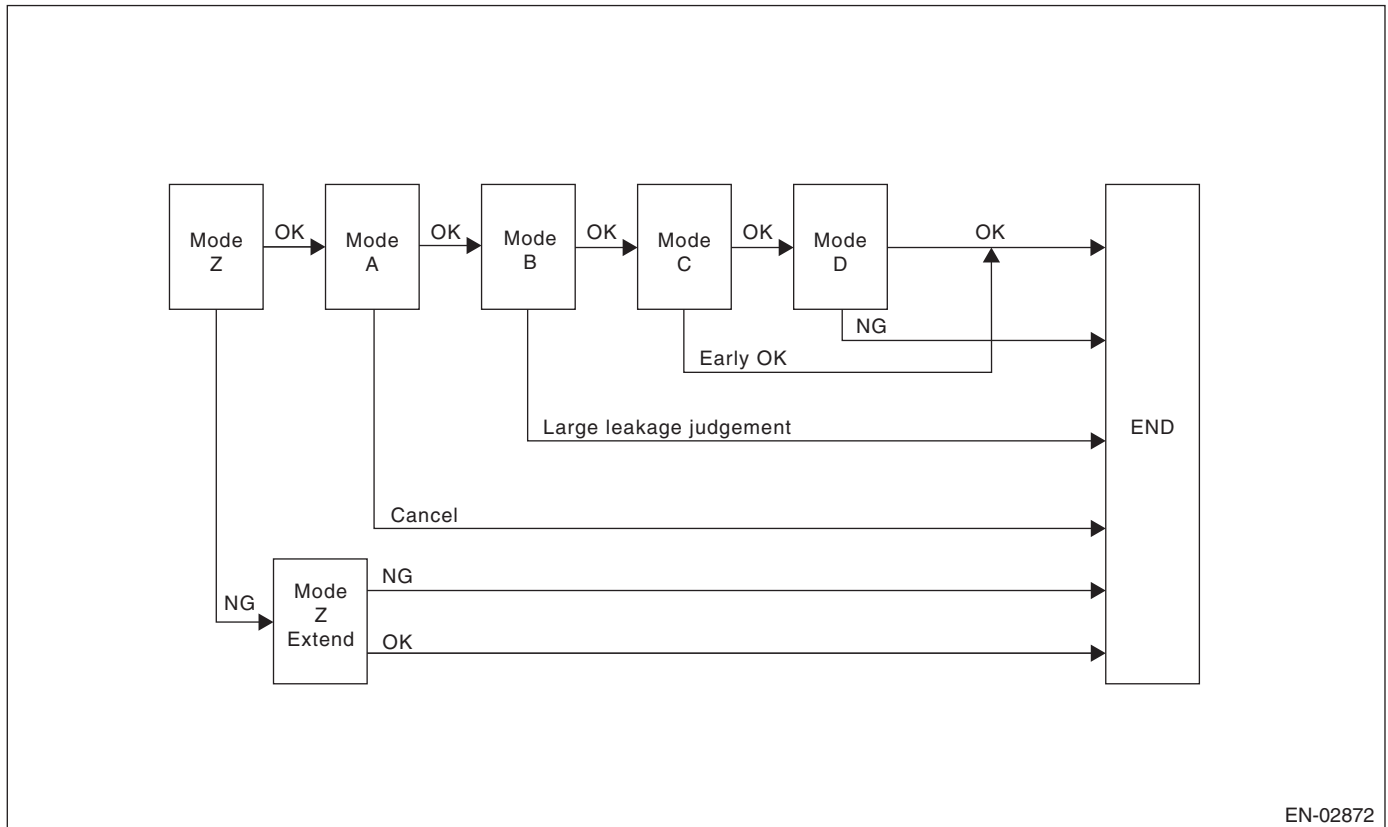 Mode
Z
OK
Mode
A
OK
Mode
B
OK
Mode
C
OK
Mode
D
OK
NG
Early OK
Large leakage judgement
END
Cancel
NG
Mode
Z
Extend
NG
OK
EN-02872